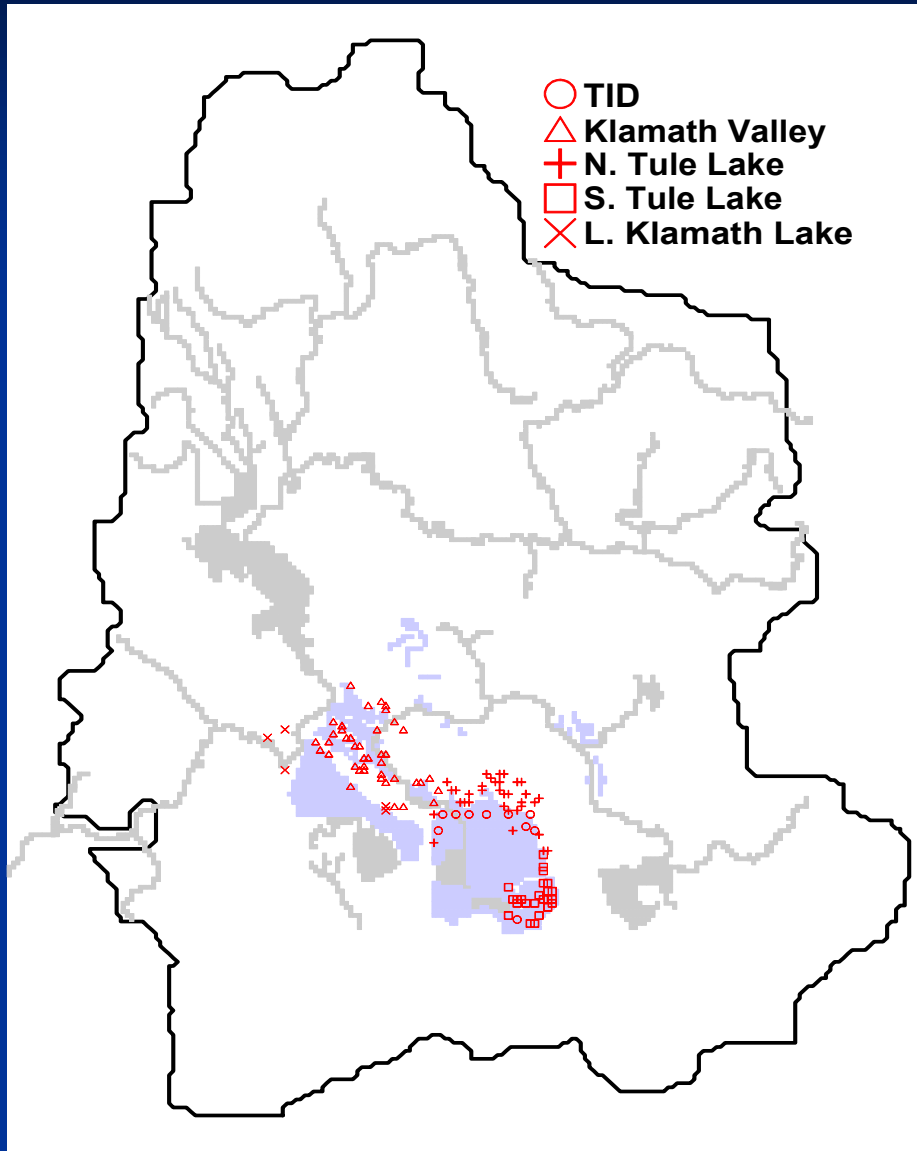 TID
Klamath Valley
N. Tule Lake
S. Tule Lake
L. Klamath Lake